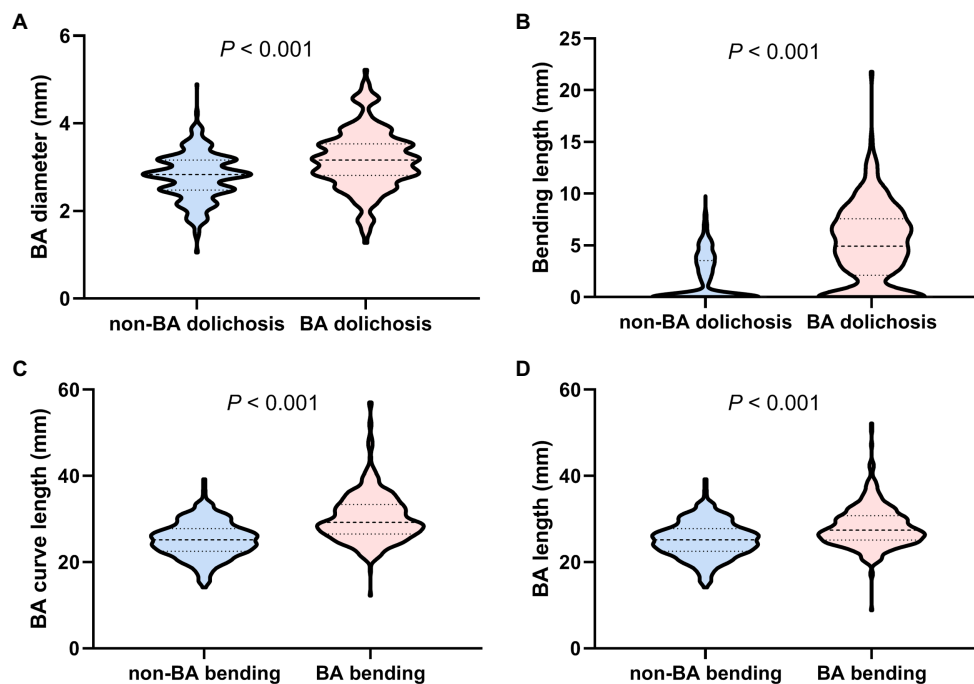 A
BA diameter (mm)
6
4
2
0
P < 0.001
non-BA dolichosis
BA dolichosis
B
Bending length (mm)
25
20
15
10
5
0
P < 0.001
non-BA dolichosis
BA dolichosis
C
BA curve length (mm)
60
40
20
0
P < 0.001
non-BA bending
BA bending
D
BA length (mm)
60
40
20
0
P < 0.001
non-BA bending
BA bending